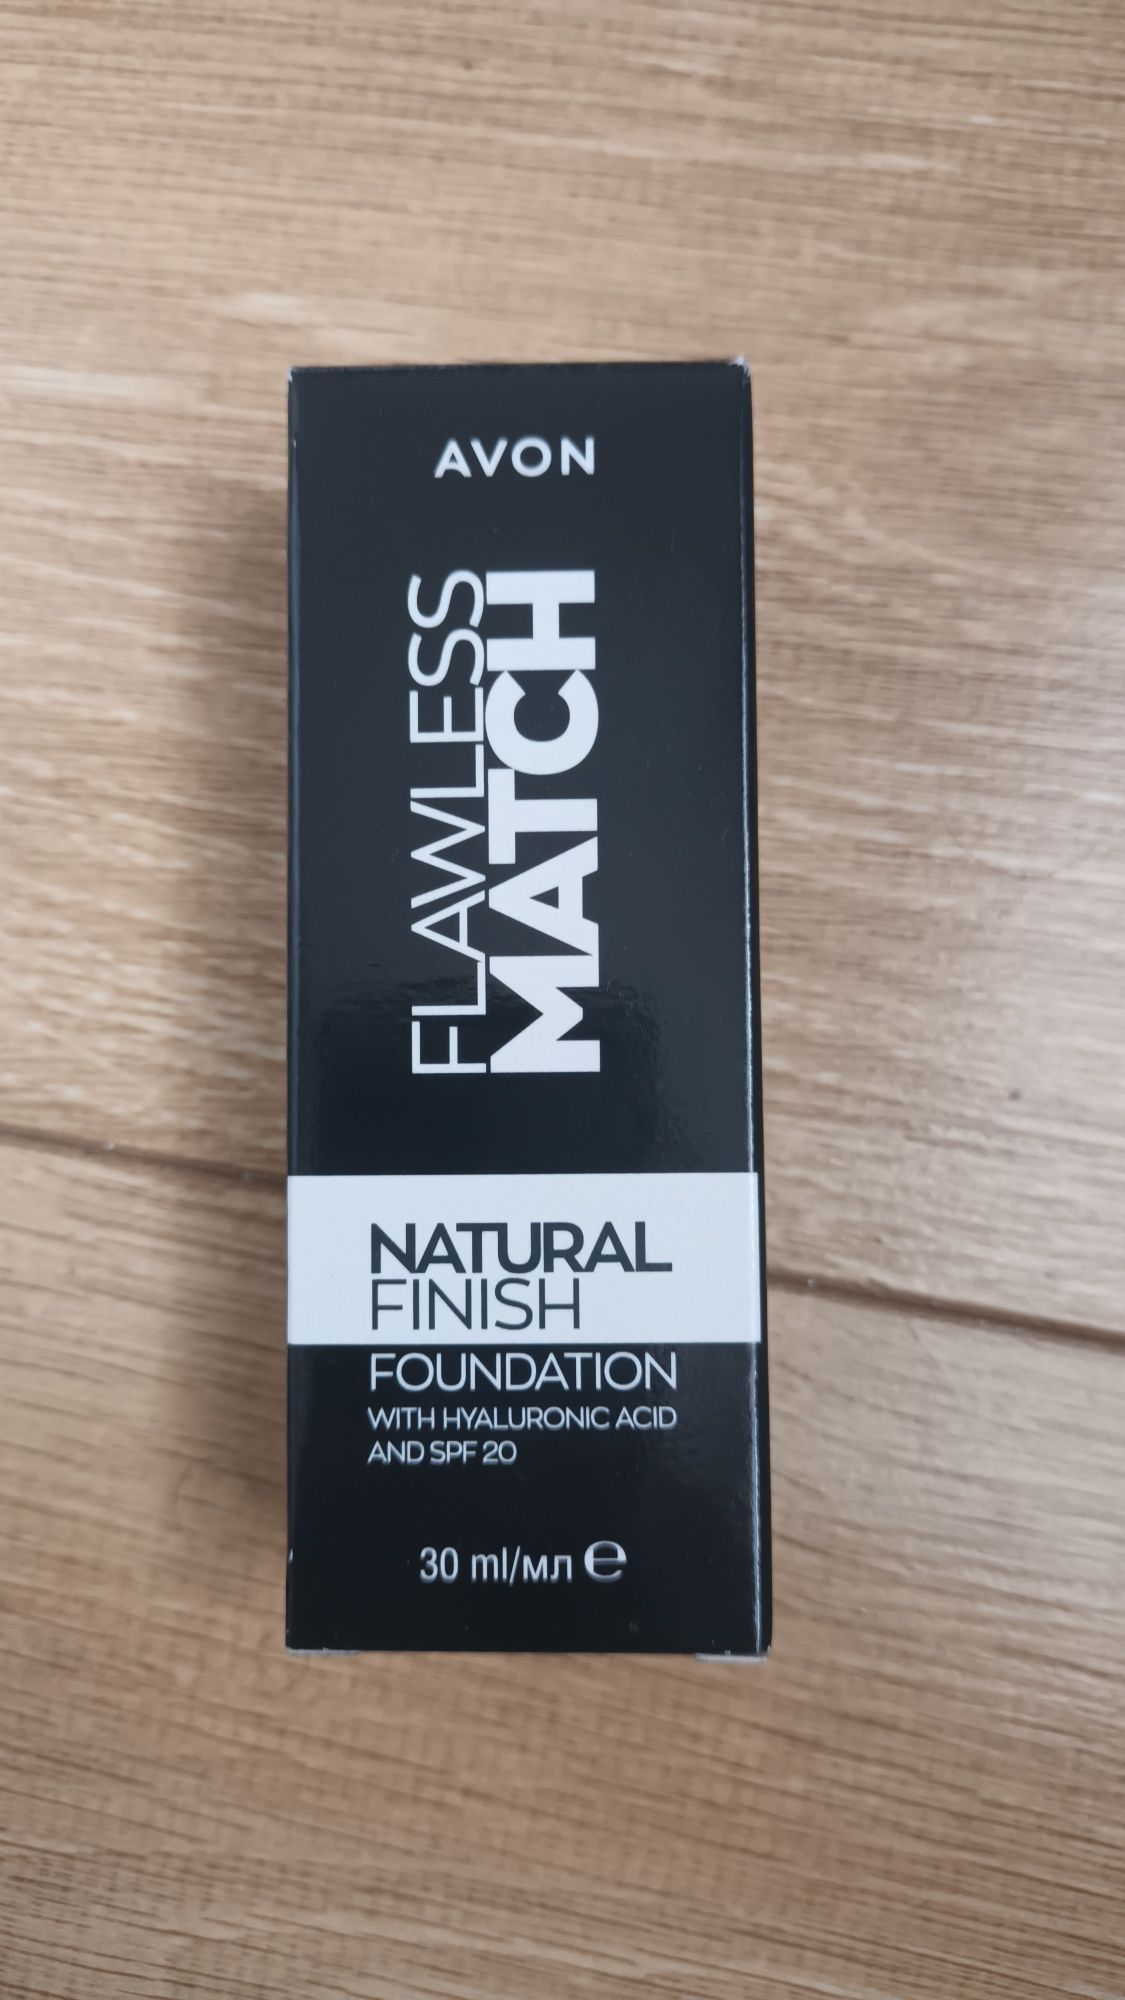 AVON
FLAWLESS
MATCH
NATURAL
FINISH
FOUNDATION
WITH HYALURONIC ACID
AND SPF 20
30 ml/мл ℮